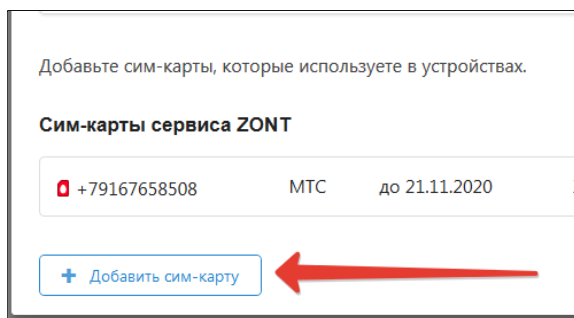 Добавьте сим-карты, которые используете в устройствах.
Сим-карты сервиса ZONT
+79167658508 МТС до 21.11.2020
+ Добавить сим-карту